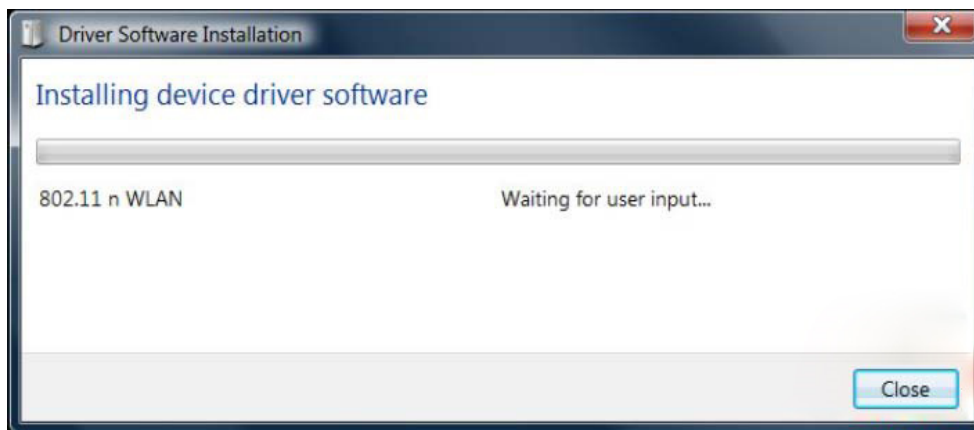 Driver Software Installation
Installing device driver software
802.11 n WLAN Waiting for user input...
Close